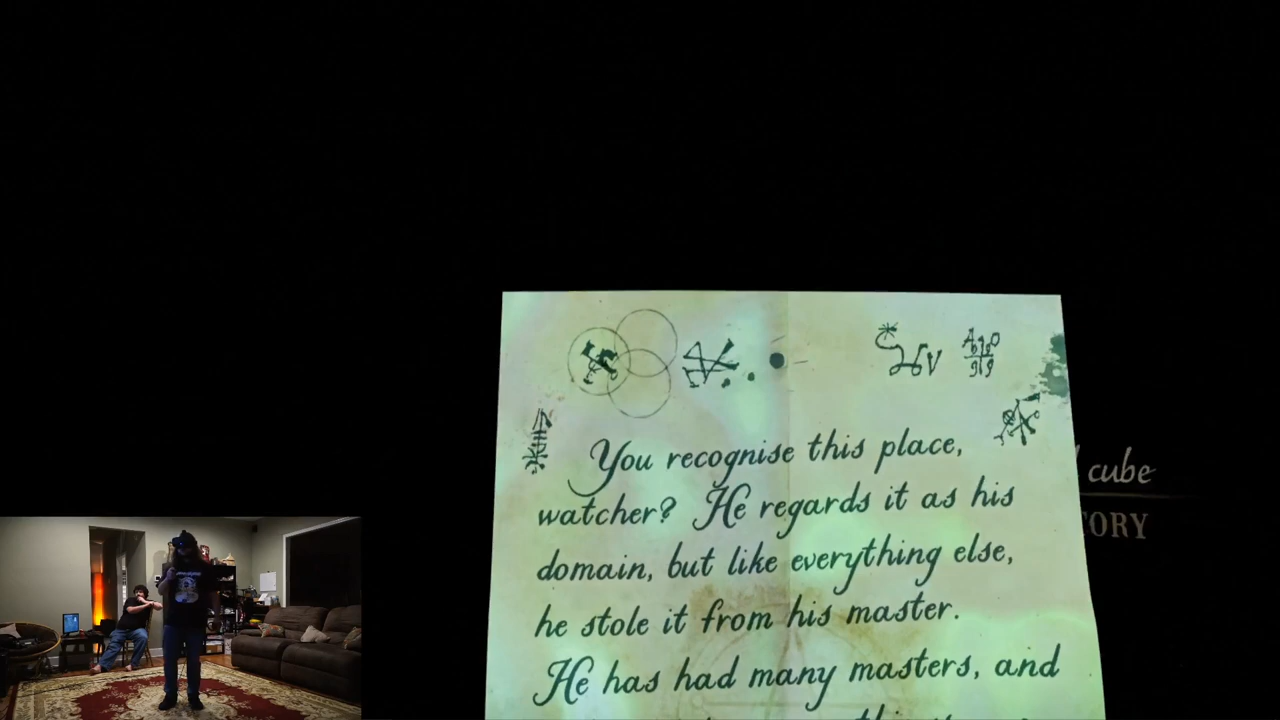 You recognise this place,
watcher? He regards it as his
domain, but like everything else,
he stole it from his master.
He has had many masters, and
cube
TORY